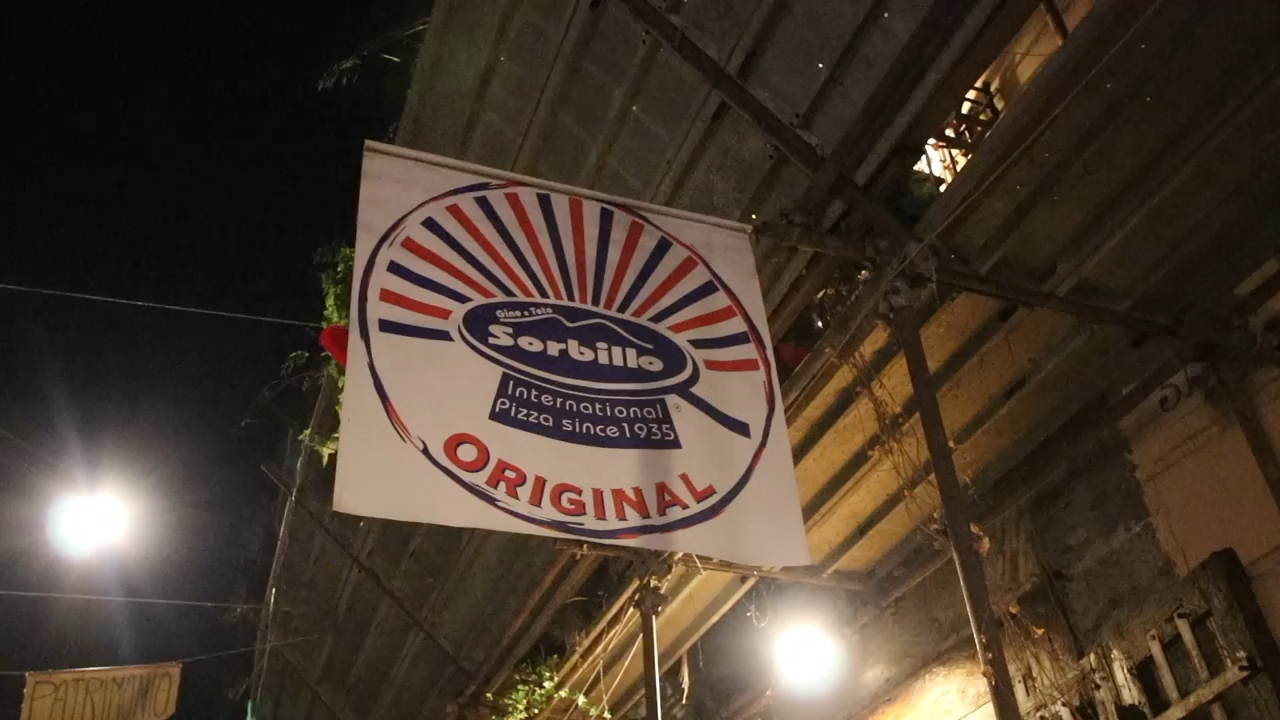 Gino e Toto
Sorbillo
International
Pizza since 1935
ORIGINAL
PATRIMONIO